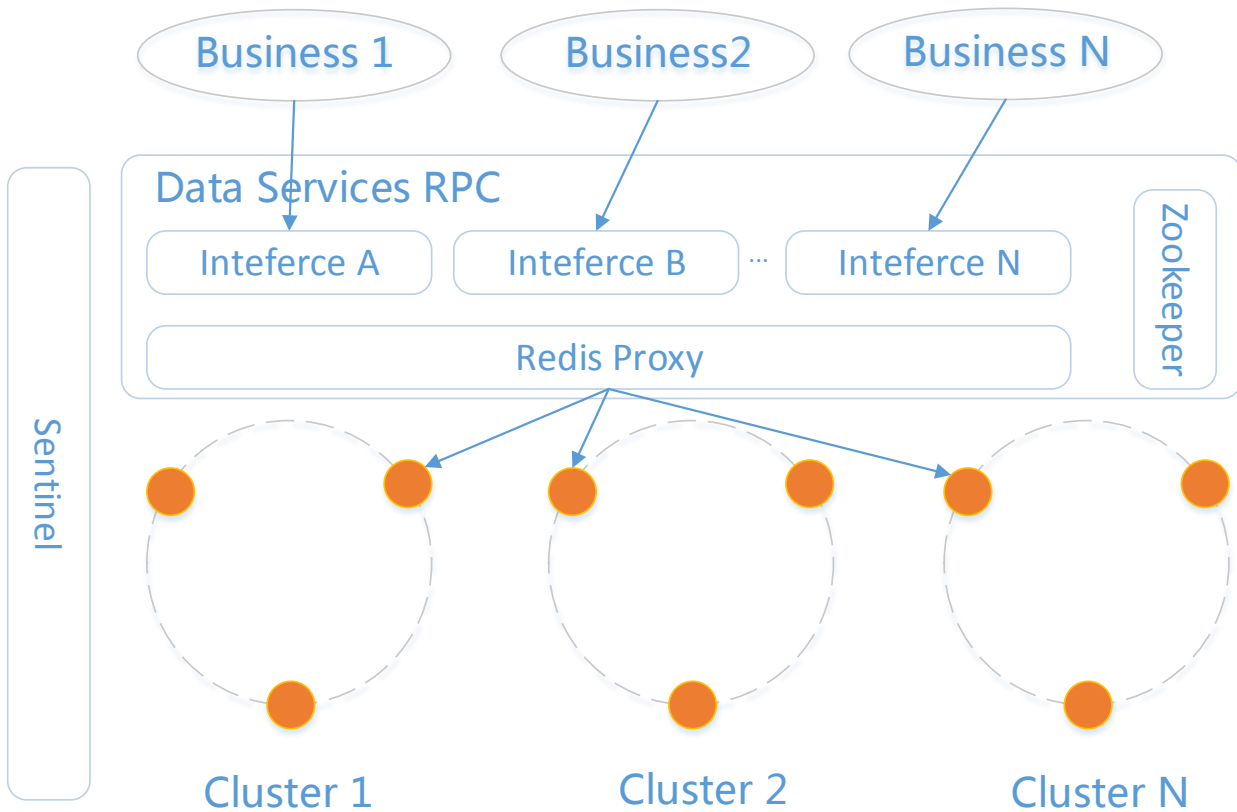 Business 1
Business2
Business N
Data Services RPC
Inteferce A
Inteferce B
...
Inteferce N
Zookeeper
Redis Proxy
Sentinel
Cluster 1
Cluster 2
Cluster N